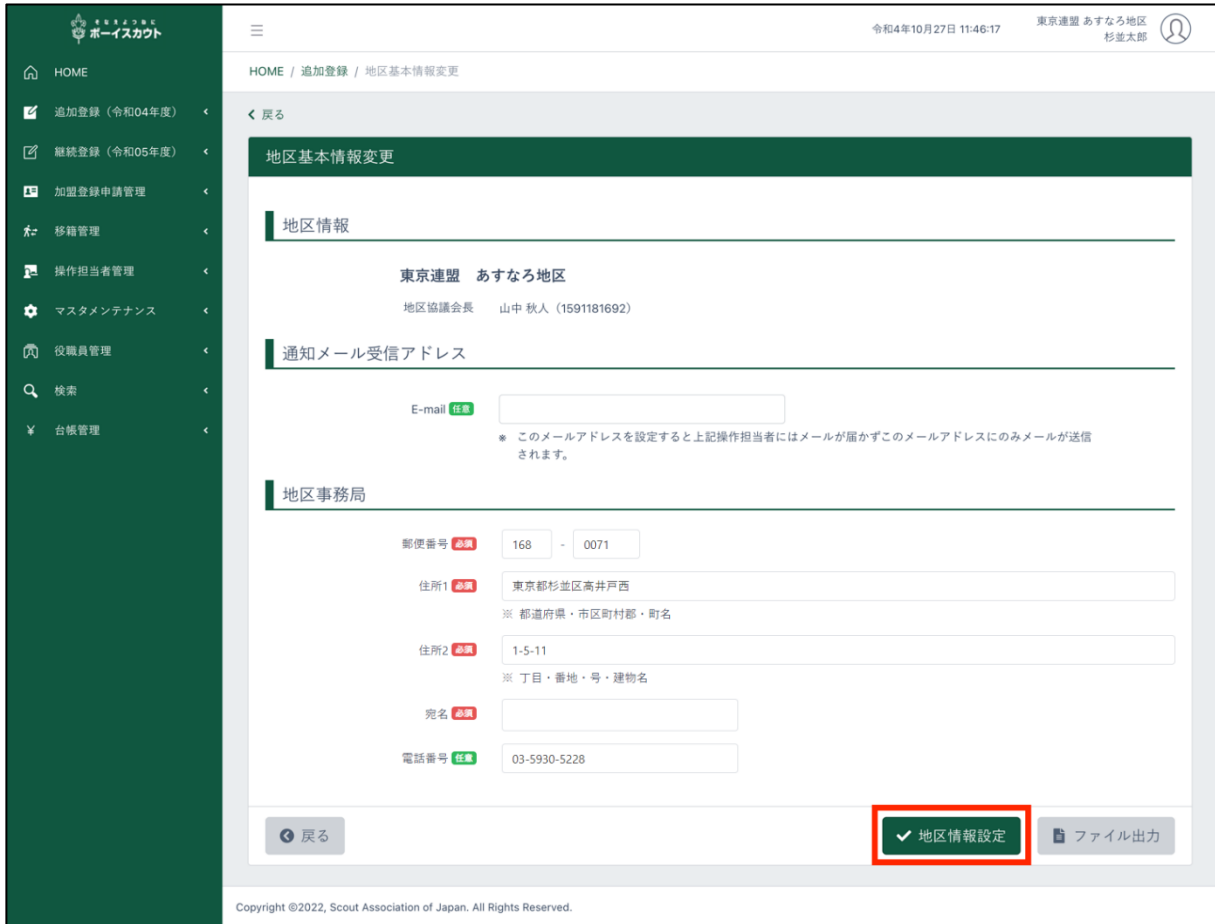 そなえよつねに
ボーイスカウト
令和4年10月27日 11:46:17
東京連盟 あすなろ地区
杉並太郎
HOME
追加登録（令和04年度）
継続登録（令和05年度）
加盟登録申請管理
移籍管理
操作担当者管理
マスタメンテナンス
役職員管理
検索
¥ 台帳管理
HOME / 追加登録 / 地区基本情報変更
戻る
地区基本情報変更
地区情報
東京連盟 あすなろ地区
地区協議会長 山中 秋人（1591181692）
通知メール受信アドレス
E-mail 任意
※ このメールアドレスを設定すると上記操作担当者にはメールが届かずこのメールアドレスにのみメールが送信
されます。
地区事務局
郵便番号 必須 168 - 0071
住所1 必須 東京都杉並区高井戸西
※ 都道府県・市区町村郡・町名
住所2 必須 1-5-11
※ 丁目・番地・号・建物名
宛名 必須
電話番号 任意 03-5930-5228
戻る
地区情報設定
ファイル出力
Copyright ©2022, Scout Association of Japan. All Rights Reserved.